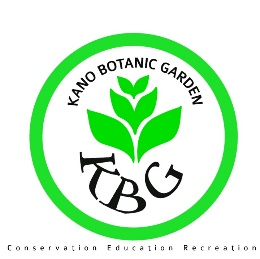 KANO BOTANIC GARDEN
KBG
Conservation Education Recreation